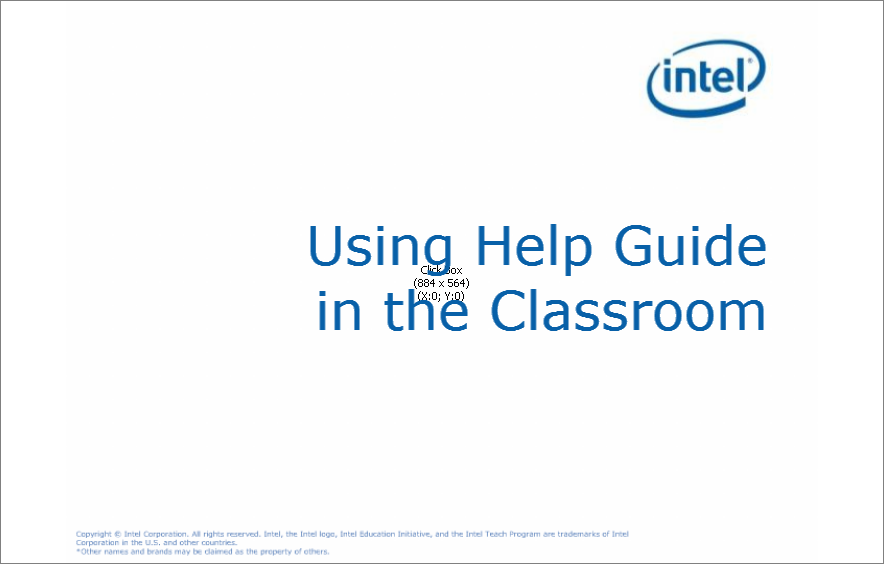 intel®
Using Help Guide
Click Box
(884 x 564)
(X:0; Y:0)
in the Classroom
Copyright © Intel Corporation. All rights reserved. Intel, the Intel logo, Intel Education Initiative, and the Intel Teach Program are trademarks of Intel
Corporation in the U.S. and other countries.
*Other names and brands may be claimed as the property of others.